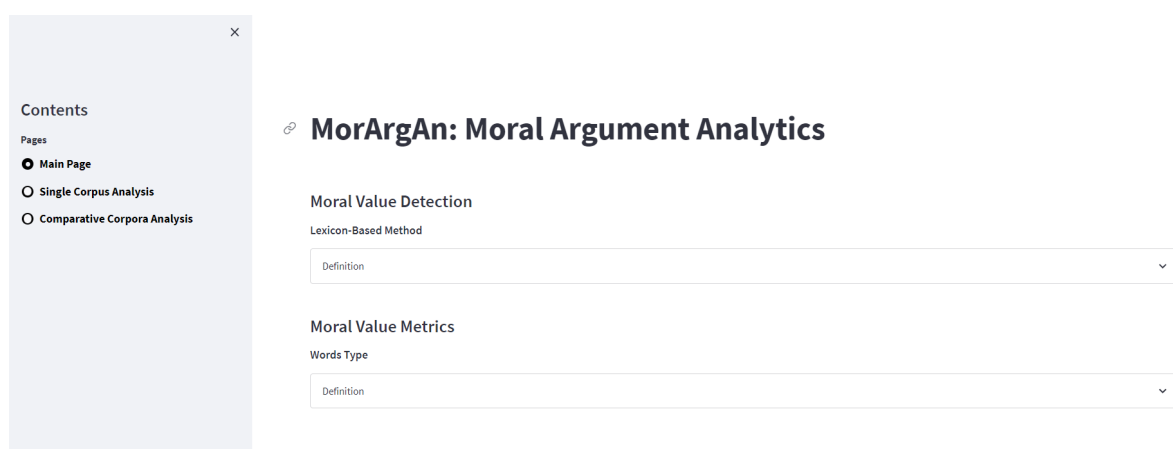 Contents
Pages
Main Page
Single Corpus Analysis
Comparative Corpora Analysis
MorArgAn: Moral Argument Analytics
Moral Value Detection
Lexicon-Based Method
Definition
Moral Value Metrics
Words Type
Definition